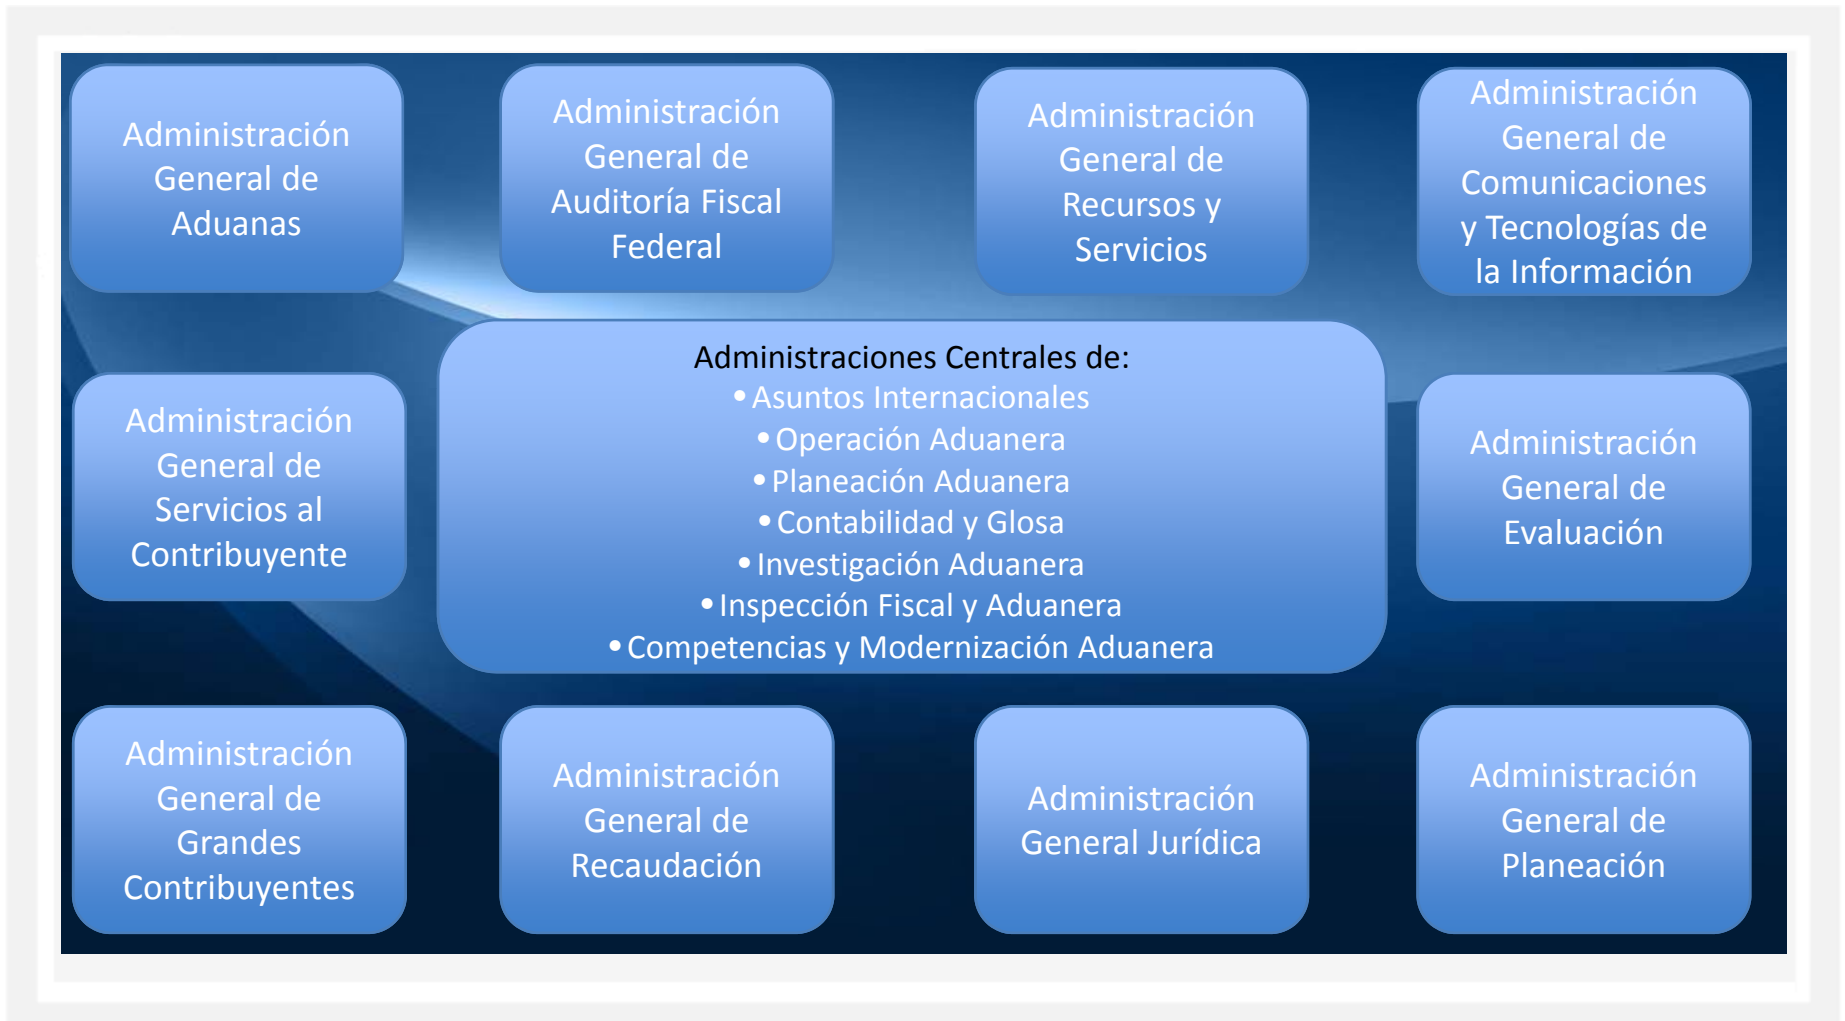 Administración
General de
Aduanas
Administración
General de
Auditoría Fiscal
Federal
Administración
General de
Recursos y
Servicios
Administración
General de
Comunicaciones
y Tecnologías de
la Información
Administración
General de
Servicios al
Contribuyente
Administraciones Centrales de:
•Asuntos Internacionales
•Operación Aduanera
•Planeación Aduanera
•Contabilidad y Glosa
•Investigación Aduanera
•Inspección Fiscal y Aduanera
•Competencias y Modernización Aduanera
Administración
General de
Evaluación
Administración
General de
Grandes
Contribuyentes
Administración
General de
Recaudación
Administración
General Jurídica
Administración
General de
Planeación